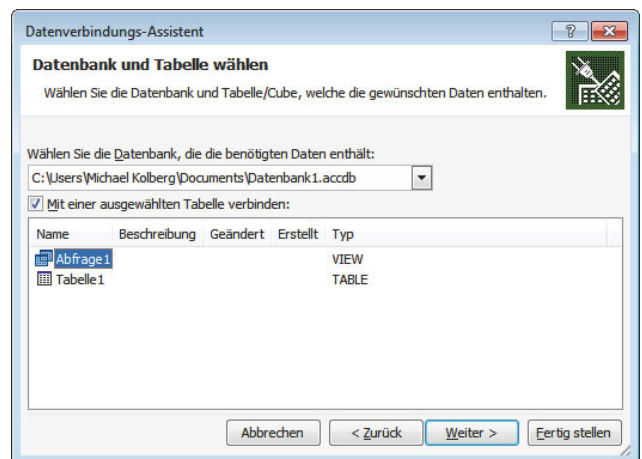 Datenverbindungs-Assistent
Datenbank und Tabelle wählen
Wählen Sie die Datenbank und Tabelle/Cube, welche die gewünschten Daten enthalten.
Wählen Sie die Datenbank, die die benötigten Daten enthält:
C:\Users\Michael Kolberg\Documents\Datenbank1.accdb
Mit einer ausgewählten Tabelle verbinden:
Name Beschreibung Geändert Erstellt Typ
Abfrage1 VIEW
Tabelle1 TABLE
Abbrechen < Zurück Weiter > Fertig stellen